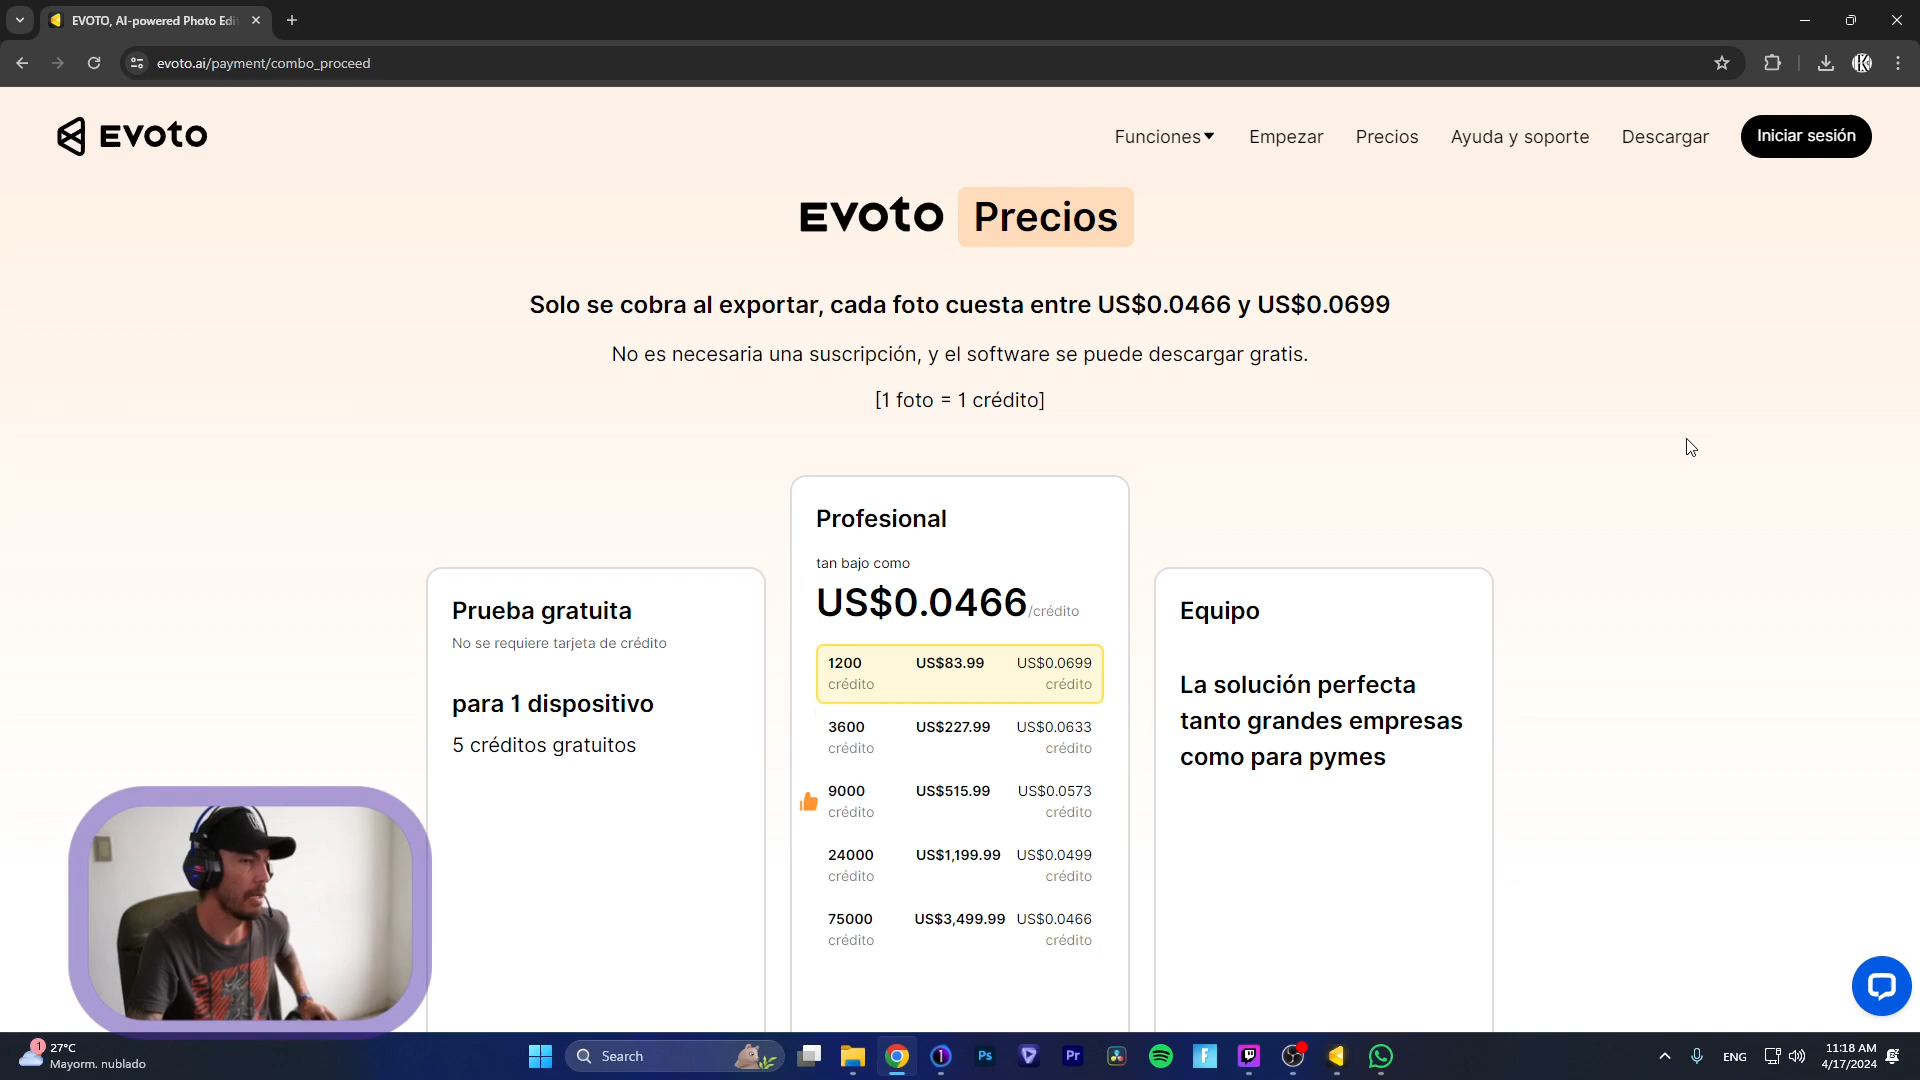 EVOTO, AI-powered Photo Edi
evoto.ai/payment/combo_proceed
EVOTO
Funciones
Empezar
Precios
Ayuda y soporte
Descargar
Iniciar sesión
EVOTO Precios
Solo se cobra al exportar, cada foto cuesta entre US$0.0466 y US$0.0699
No es necesaria una suscripción, y el software se puede descargar gratis.
[1 foto = 1 crédito]
Prueba gratuita
No se requiere tarjeta de crédito
para 1 dispositivo
5 créditos gratuitos
Profesional
tan bajo como
US$0.0466/crédito
1200 US$83.99 US$0.0699
crédito crédito
3600 US$227.99 US$0.0633
crédito crédito
9000 US$515.99 US$0.0573
crédito crédito
24000 US$1,199.99 US$0.0499
crédito crédito
75000 US$3,499.99 US$0.0466
crédito crédito
Equipo
La solución perfecta
tanto grandes empresas
como para pymes
1
27°C
Mayorm. nublado
Search
Ps
Pr
ENG
11:18 AM
4/17/2024